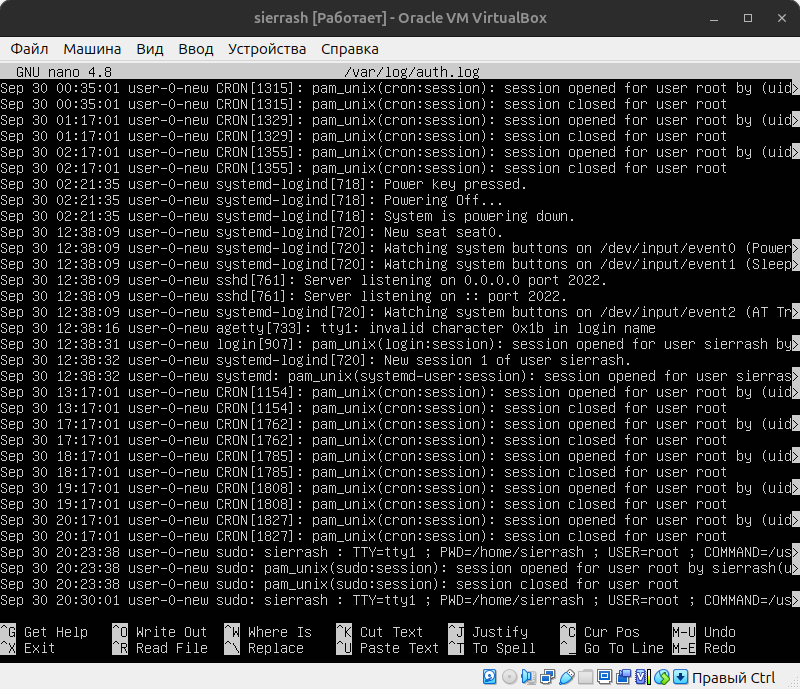 sierrash [Работает] - Oracle VM VirtualBox
Файл Машина Вид Ввод Устройства Справка
GNU nano 4.8 /var/log/auth.log
Sep 30 00:35:01 user-0-new CRON[1315]: pam_unix(cron:session): session opened for user root by (uid>
Sep 30 00:35:01 user-0-new CRON[1315]: pam_unix(cron:session): session closed for user root
Sep 30 01:17:01 user-0-new CRON[1329]: pam_unix(cron:session): session opened for user root by (uid>
Sep 30 01:17:01 user-0-new CRON[1329]: pam_unix(cron:session): session closed for user root
Sep 30 02:17:01 user-0-new CRON[1355]: pam_unix(cron:session): session opened for user root by (uid>
Sep 30 02:17:01 user-0-new CRON[1355]: pam_unix(cron:session): session closed for user root
Sep 30 02:21:35 user-0-new systemd-logind[718]: Power key pressed.
Sep 30 02:21:35 user-0-new systemd-logind[718]: Powering Off...
Sep 30 02:21:35 user-0-new systemd-logind[718]: System is powering down.
Sep 30 12:38:09 user-0-new systemd-logind[720]: New seat seat0.
Sep 30 12:38:09 user-0-new systemd-logind[720]: Watching system buttons on /dev/input/event0 (Power>
Sep 30 12:38:09 user-0-new systemd-logind[720]: Watching system buttons on /dev/input/event1 (Sleep>
Sep 30 12:38:09 user-0-new sshd[761]: Server listening on 0.0.0.0 port 2022.
Sep 30 12:38:09 user-0-new sshd[761]: Server listening on :: port 2022.
Sep 30 12:38:09 user-0-new systemd-logind[720]: Watching system buttons on /dev/input/event2 (AT Tr>
Sep 30 12:38:16 user-0-new agetty[733]: tty1: invalid character 0x1b in login name
Sep 30 12:38:31 user-0-new login[907]: pam_unix(login:session): session opened for user sierrash by>
Sep 30 12:38:32 user-0-new systemd-logind[720]: New session 1 of user sierrash.
Sep 30 12:38:32 user-0-new systemd: pam_unix(systemd-user:session): session opened for user sierras>
Sep 30 13:17:01 user-0-new CRON[1154]: pam_unix(cron:session): session opened for user root by (uid>
Sep 30 13:17:01 user-0-new CRON[1154]: pam_unix(cron:session): session closed for user root
Sep 30 17:17:01 user-0-new CRON[1762]: pam_unix(cron:session): session opened for user root by (uid>
Sep 30 17:17:01 user-0-new CRON[1762]: pam_unix(cron:session): session closed for user root
Sep 30 18:17:01 user-0-new CRON[1785]: pam_unix(cron:session): session opened for user root by (uid>
Sep 30 18:17:01 user-0-new CRON[1785]: pam_unix(cron:session): session closed for user root
Sep 30 19:17:01 user-0-new CRON[1808]: pam_unix(cron:session): session opened for user root by (uid>
Sep 30 19:17:01 user-0-new CRON[1808]: pam_unix(cron:session): session closed for user root
Sep 30 20:17:01 user-0-new CRON[1827]: pam_unix(cron:session): session opened for user root by (uid>
Sep 30 20:17:01 user-0-new CRON[1827]: pam_unix(cron:session): session closed for user root
Sep 30 20:23:38 user-0-new sudo: sierrash : TTY=tty1 ; PWD=/home/sierrash ; USER=root ; COMMAND=/us>
Sep 30 20:23:38 user-0-new sudo: pam_unix(sudo:session): session opened for user root by sierrash(u>
Sep 30 20:23:38 user-0-new sudo: pam_unix(sudo:session): session closed for user root
Sep 30 20:30:01 user-0-new sudo: sierrash : TTY=tty1 ; PWD=/home/sierrash ; USER=root ; COMMAND=/us>
^G Get Help ^O Write Out ^W Where Is ^K Cut Text ^J Justify ^C Cur Pos M-U Undo
^X Exit ^R Read File ^\ Replace ^U Paste Text ^T To Spell ^_ Go To Line M-E Redo
Правый Ctrl